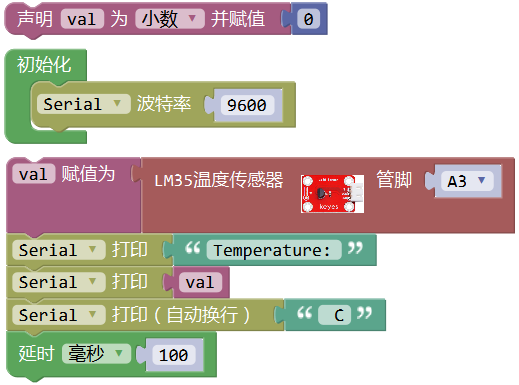 声明 val 为 小数 并赋值 0
初始化
Serial 波特率 9600
val 赋值为 LM35温度传感器 keyes 管脚 A3
Serial 打印 “ Temperature: ”
Serial 打印 val
Serial 打印（自动换行） “ C ”
延时 毫秒 100